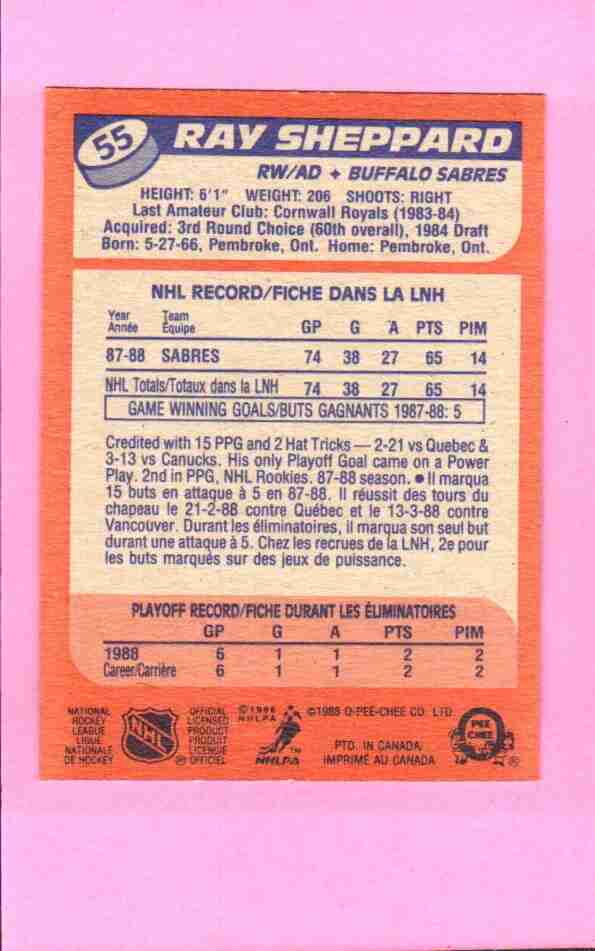 55
RAY SHEPPARD
RW/AD + BUFFALO SABRES
HEIGHT: 6'1" WEIGHT: 206 SHOOTS: RIGHT
Last Amateur Club: Cornwall Royals (1983-84)
Acquired: 3rd Round Choice (60th overall), 1984 Draft
Born: 5-27-66, Pembroke, Ont. Home: Pembroke, Ont.
NHL RECORD/FICHE DANS LA LNH
Year Team
Année Équipe GP G A PTS PIM
87-88 SABRES 74 38 27 65 14
NHL Totals/Totaux dans la LNH 74 38 27 65 14
GAME WINNING GOALS/BUTS GAGNANTS 1987-88: 5
Credited with 15 PPG and 2 Hat Tricks — 2-21 vs Quebec &
3-13 vs Canucks. His only Playoff Goal came on a Power
Play. 2nd in PPG, NHL Rookies. 87-88 season. ● Il marqua
15 buts en attaque à 5 en 87-88. Il réussit des tours du
chapeau le 21-2-88 contre Québec et le 13-3-88 contre
Vancouver. Durant les éliminatoires, il marqua son seul but
durant une attaque à 5. Chez les recrues de la LNH, 2e pour
les buts marqués sur des jeux de puissance.
PLAYOFF RECORD/FICHE DURANT LES ÉLIMINATOIRES
GP G A PTS PIM
1988 6 1 1 2 2
Career/Carrière 6 1 1 2 2
NATIONAL
HOCKEY
LEAGUE
LIGUE
NATIONALE
DE HOCKEY
NHL
OFFICIAL
LICENSED
PRODUCT
PRODUIT
LICENCIÉ
OFFICIEL
NHLPA
NHLPA
©1988 O-PEE-CHEE CO. LTD.
PTD. IN CANADA
IMPRIMÉ AU CANADA
O
PEE
CHEE